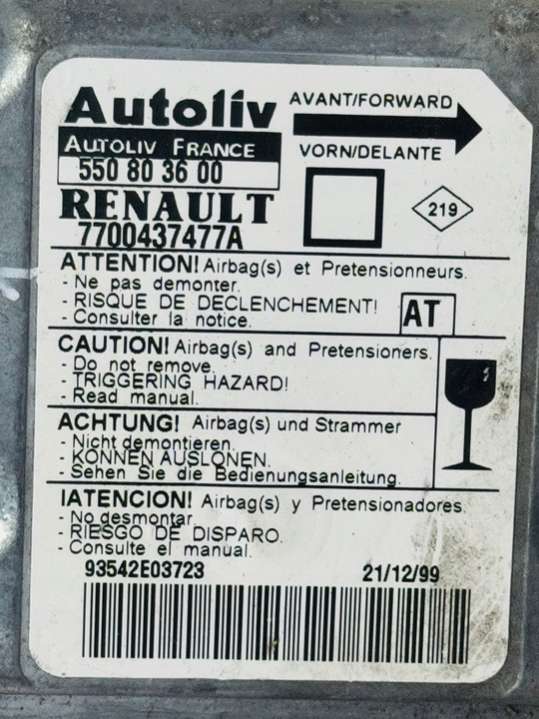 Autoliv
AVANT/FORWARD
AUTOLIV FRANCE
VORN/DELANTE
550 80 36 00
RENAULT
219
7700437477A
ATTENTION! Airbag(s) et Pretensionneurs.
- Ne pas demonter.
- RISQUE DE DECLENCHEMENT!
- Consulter la notice.
AT
CAUTION! Airbag(s) and Pretensioners.
- Do not remove.
- TRIGGERING HAZARD!
- Read manual.
ACHTUNG! Airbag(s) und Strammer
- Nicht demontieren.
- KONNEN AUSLONEN.
- Sehen Sie die Bedienungsanleitung.
IATENCION! Airbag(s) y Pretensionadores.
- No desmontar.
- RIESGO DE DISPARO.
- Consulte el manual.
93542E03723 21/12/99